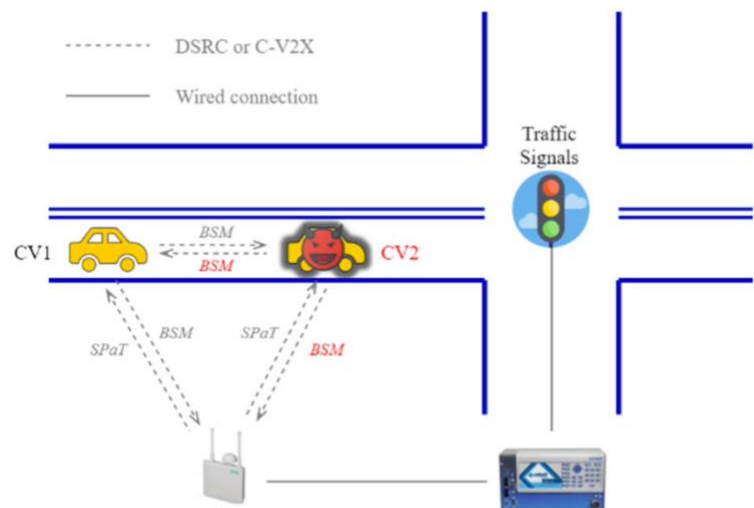 DSRC or C-V2X
Wired connection
Traffic
Signals
BSM
CV1
CV2
BSM
SPaT
BSM
SPaT
BSM